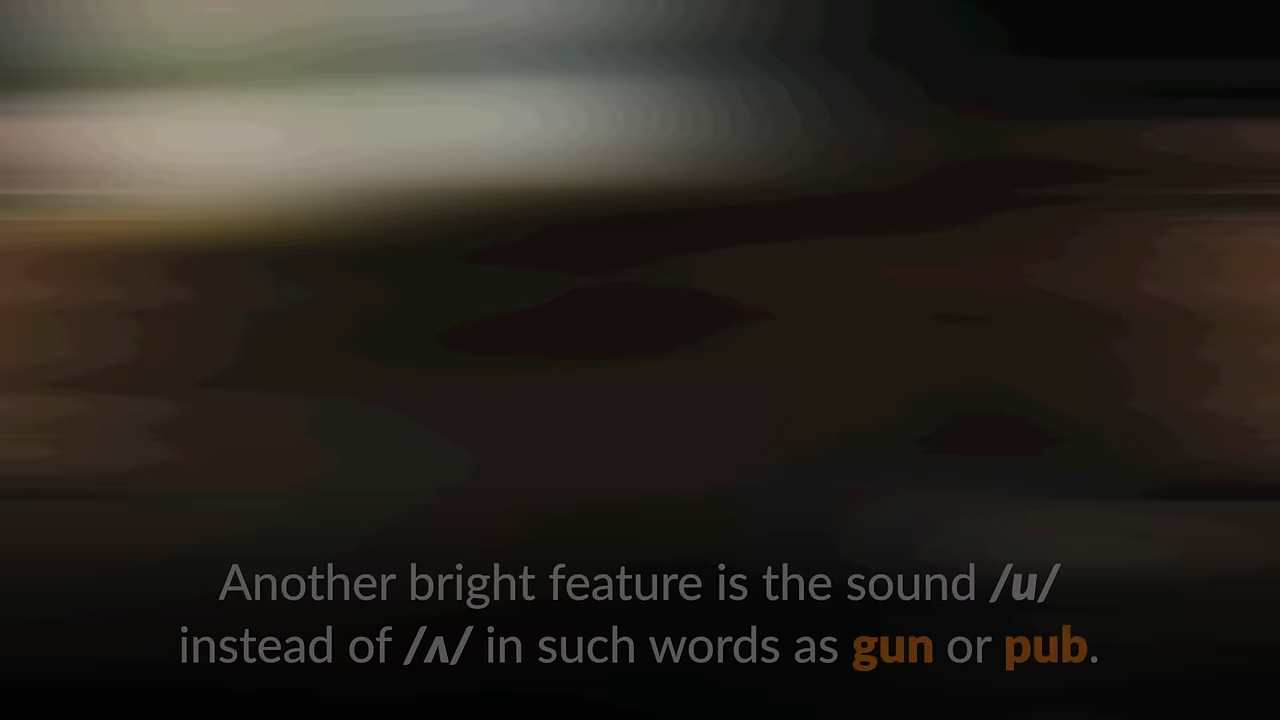 Another bright feature is the sound /u/
instead of /ʌ/ in such words as gun or pub.